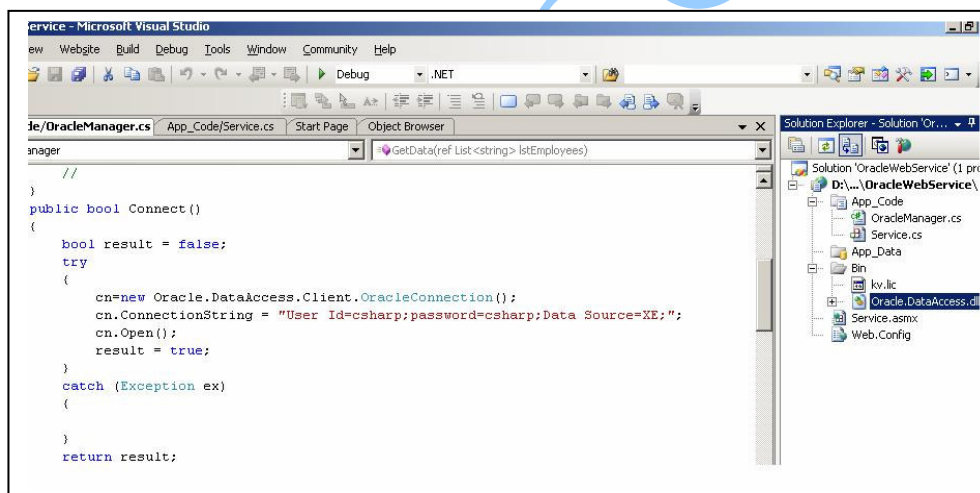 ervice - Microsoft Visual Studio
ew Website Build Debug Tools Window Community Help
Debug .NET
de/OracleManager.cs App_Code/Service.cs Start Page Object Browser
anager GetData(ref List<string> lstEmployees)
//
}
public bool Connect()
{
bool result = false;
try
{
cn=new Oracle.DataAccess.Client.OracleConnection();
cn.ConnectionString = "User Id=csharp;password=csharp;Data Source=XE;";
cn.Open();
result = true;
}
catch (Exception ex)
{
}
return result;
Solution Explorer - Solution 'Or...
Solution 'OracleWebService' (1 pro
D:\...\OracleWebService\
App_Code
OracleManager.cs
Service.cs
App_Data
Bin
kv.lic
Oracle.DataAccess.dl
Service.asmx
Web.Config